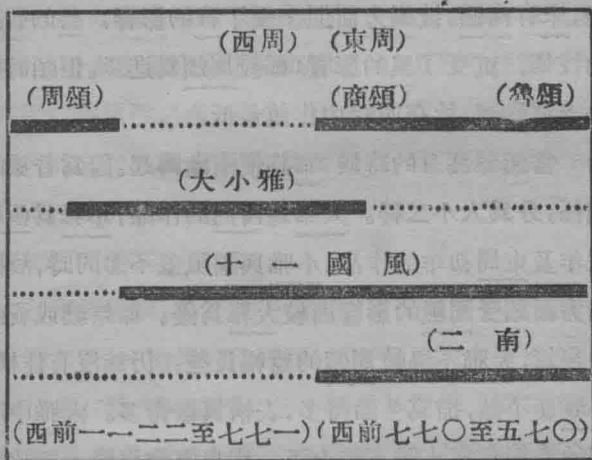 (西周) (東周)
(周頌) (商頌) (魯頌)
(大小雅)
(十一國風)
(二南)
(西前一一二二至七七一)(西前七七〇至五七〇)